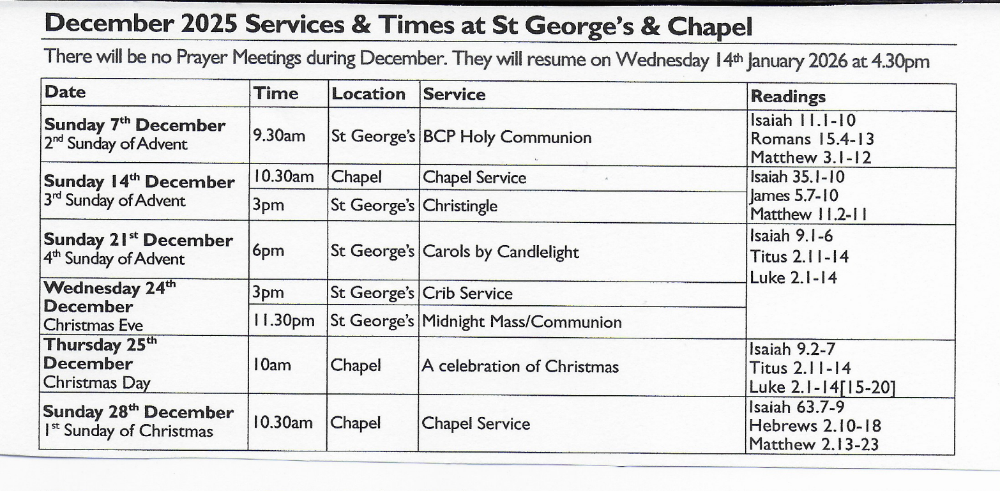 December 2025 Services & Times at St George's & Chapel
There will be no Prayer Meetings during December. They will resume on Wednesday 14th January 2026 at 4.30pm
Date Time Location Service Readings
Sunday 7th December
2nd Sunday of Advent
9.30am St George's BCP Holy Communion
Isaiah 11.1-10
Romans 15.4-13
Matthew 3.1-12
Sunday 14th December
3rd Sunday of Advent
10.30am Chapel Chapel Service
3pm St George's Christingle
Isaiah 35.1-10
James 5.7-10
Matthew 11.2-11
Sunday 21st December
4th Sunday of Advent
6pm St George's Carols by Candlelight
Isaiah 9.1-6
Titus 2.11-14
Luke 2.1-14
Wednesday 24th
December
Christmas Eve
3pm St George's Crib Service
11.30pm St George's Midnight Mass/Communion
Thursday 25th
December
Christmas Day
10am Chapel A celebration of Christmas
Isaiah 9.2-7
Titus 2.11-14
Luke 2.1-14[15-20]
Sunday 28th December
1st Sunday of Christmas
10.30am Chapel Chapel Service
Isaiah 63.7-9
Hebrews 2.10-18
Matthew 2.13-23